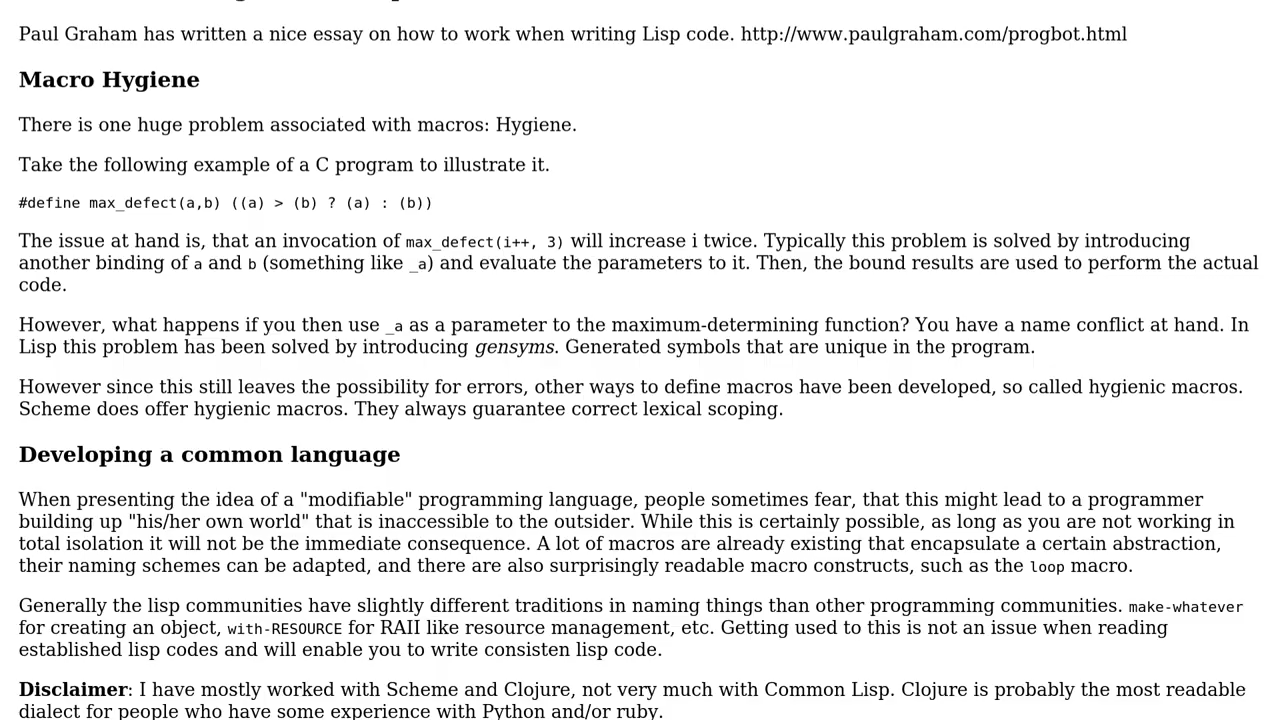 Paul Graham has written a nice essay on how to work when writing Lisp code. http://www.paulgraham.com/progbot.html
Macro Hygiene
There is one huge problem associated with macros: Hygiene.
Take the following example of a C program to illustrate it.
#define max_defect(a,b) ((a) > (b) ? (a) : (b))
The issue at hand is, that an invocation of max_defect(i++, 3) will increase i twice. Typically this problem is solved by introducing
another binding of a and b (something like _a) and evaluate the parameters to it. Then, the bound results are used to perform the actual
code.
However, what happens if you then use _a as a parameter to the maximum-determining function? You have a name conflict at hand. In
Lisp this problem has been solved by introducing gensyms. Generated symbols that are unique in the program.
However since this still leaves the possibility for errors, other ways to define macros have been developed, so called hygienic macros.
Scheme does offer hygienic macros. They always guarantee correct lexical scoping.
Developing a common language
When presenting the idea of a "modifiable" programming language, people sometimes fear, that this might lead to a programmer
building up "his/her own world" that is inaccessible to the outsider. While this is certainly possible, as long as you are not working in
total isolation it will not be the immediate consequence. A lot of macros are already existing that encapsulate a certain abstraction,
their naming schemes can be adapted, and there are also surprisingly readable macro constructs, such as the loop macro.
Generally the lisp communities have slightly different traditions in naming things than other programming communities. make-whatever
for creating an object, with-RESOURCE for RAII like resource management, etc. Getting used to this is not an issue when reading
established lisp codes and will enable you to write consisten lisp code.
Disclaimer: I have mostly worked with Scheme and Clojure, not very much with Common Lisp. Clojure is probably the most readable
dialect for people who have some experience with Python and/or ruby.